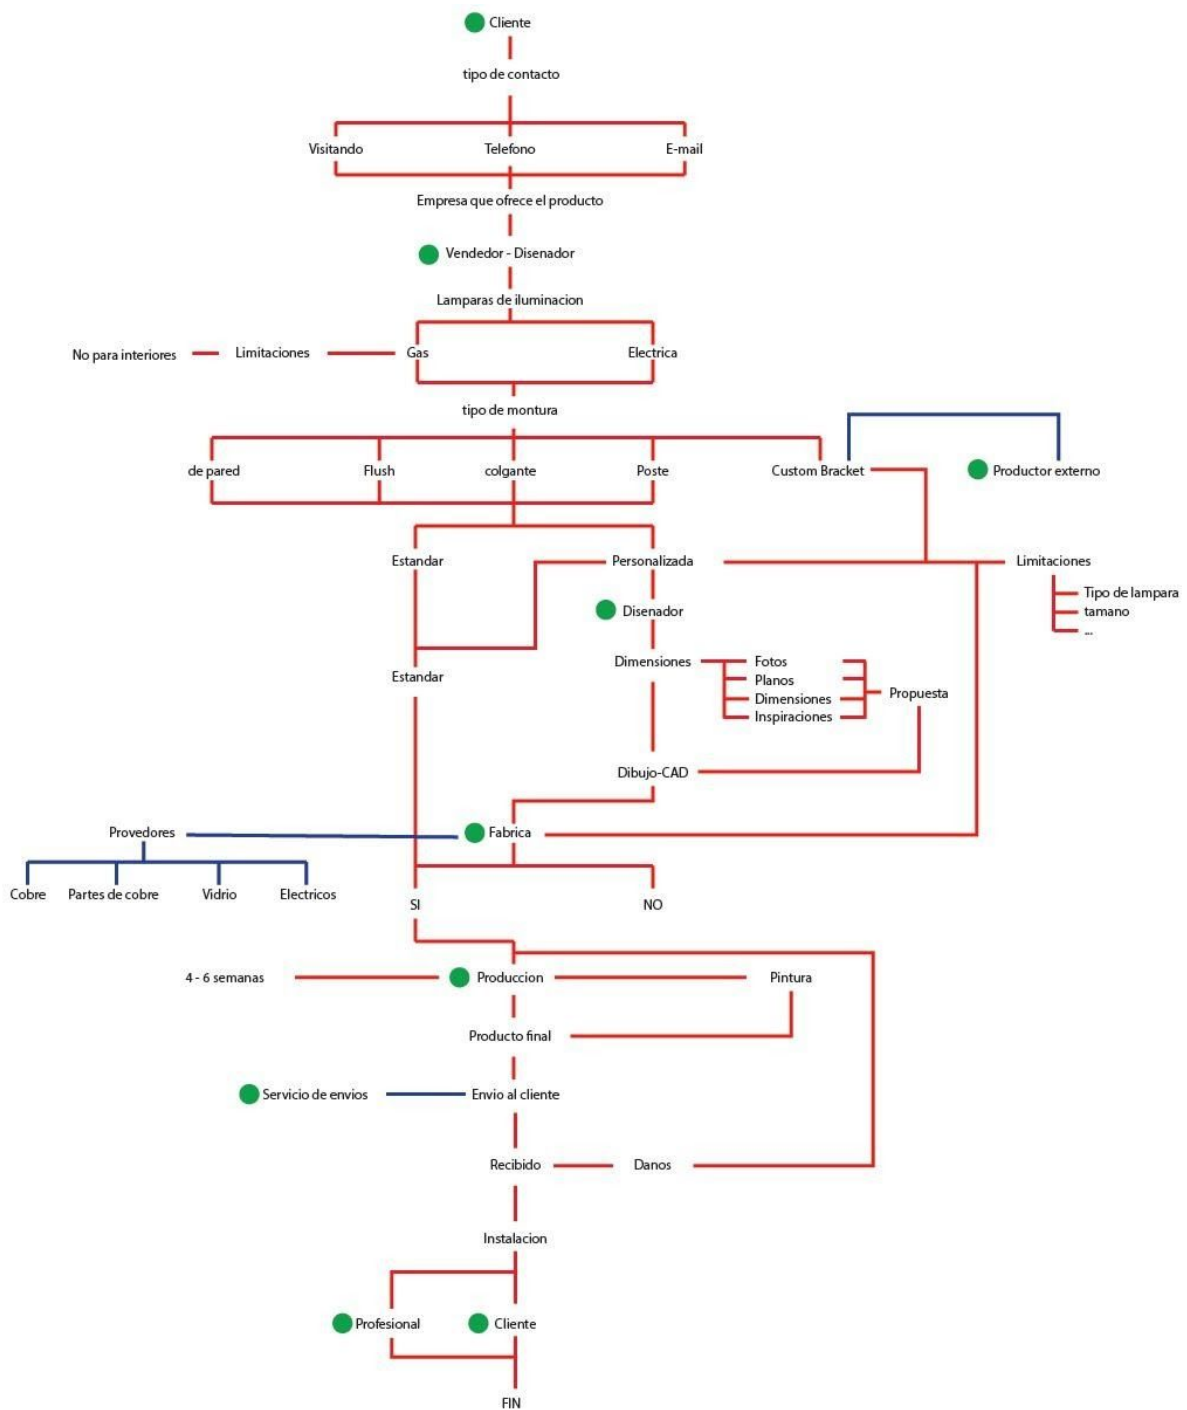 Cliente
tipo de contacto
Visitando
Telefono
E-mail
Empresa que ofrece el producto
Vendedor - Disenador
Lamparas de iluminacion
No para interiores
Limitaciones
Gas
Electrica
tipo de montura
de pared
Flush
colgante
Poste
Custom Bracket
Productor externo
Estandar
Personalizada
Limitaciones
Tipo de lampara
tamano
...
Disenador
Estandar
Dimensiones
Fotos
Planos
Dimensiones
Inspiraciones
Propuesta
Dibujo-CAD
Provedores
Fabrica
Cobre
Partes de cobre
Vidrio
Electricos
SI
NO
4 - 6 semanas
Produccion
Pintura
Producto final
Servicio de envios
Envio al cliente
Recibido
Danos
Instalacion
Profesional
Cliente
FIN